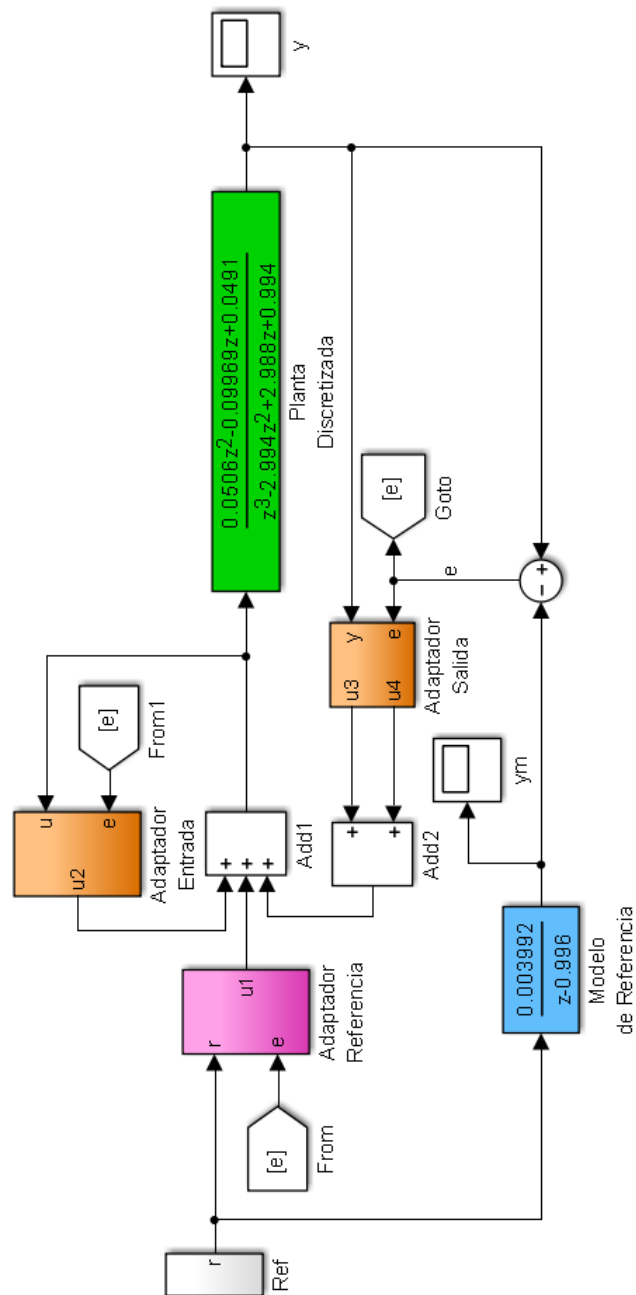 r
Ref
[e]
From
r
e
u1
Adaptador
Referencia
u2
u
e
Adaptador
Entrada
[e]
From1
+
+
+
Add1
0.0506z2-0.09969z+0.0491
z3-2.994z2+2.988z+0.994
Planta
Discretizada
y
+
+
Add2
u3
u4
y
e
Adaptador
Salida
[e]
Goto
e
- +
ym
0.003992
z-0.996
Modelo
de Referencia